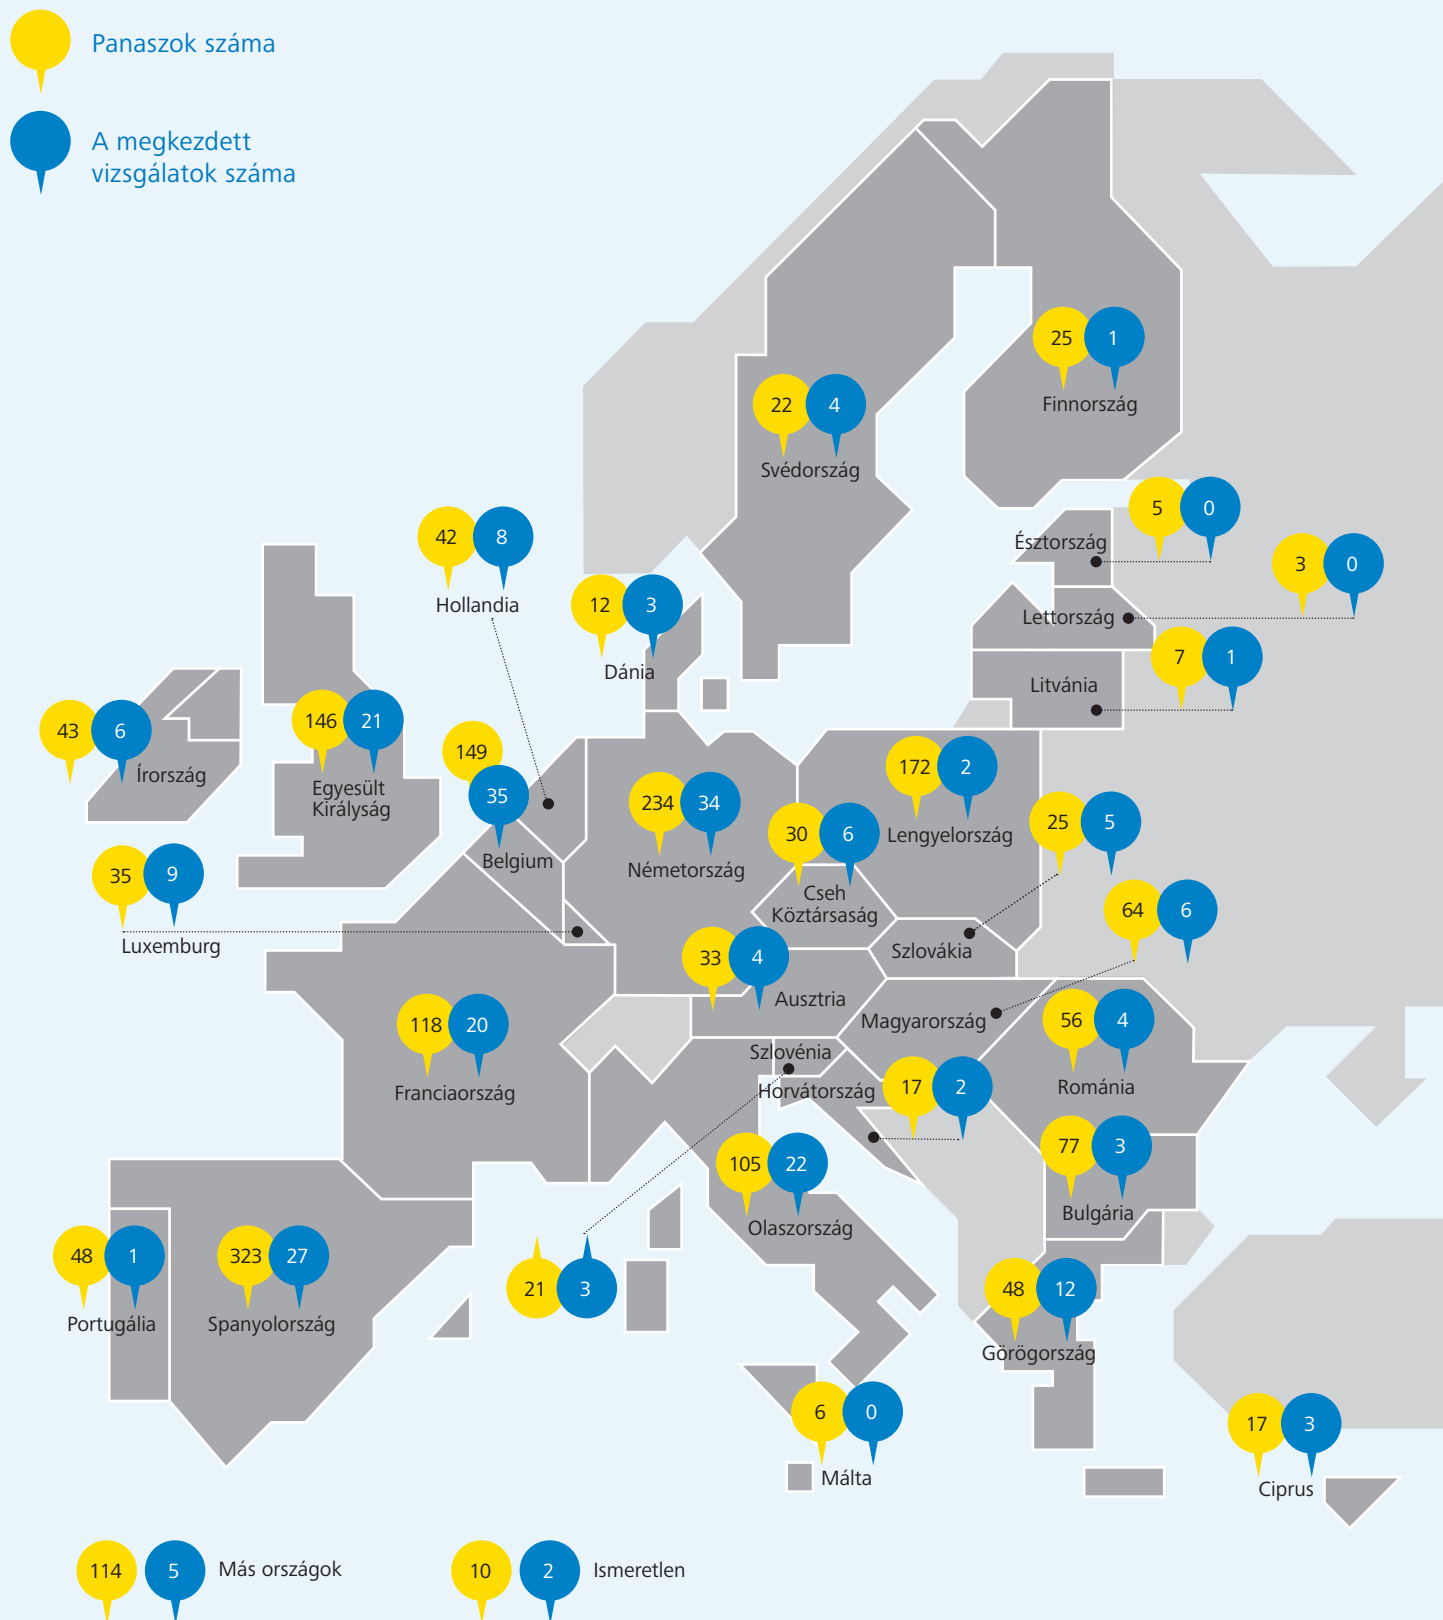 Panaszok száma
A megkezdett
vizsgálatok száma
25 1
Finnország
22 4
Svédország
5 0
Észtország
3 0
Lettország
7 1
Litvánia
42 8
Hollandia
12 3
Dánia
43 6
Írország
146 21
Egyesült
Királyság
149
35
Belgium
234 34
Németország
172 2
Lengyelország
30 6
Cseh
Köztársaság
25 5
Szlovákia
35 9
Luxemburg
64 6
Magyarország
33 4
Ausztria
118 20
Franciaország
56 4
Románia
Szlovénia
Horvátország
17 2
77 3
Bulgária
105 22
Olaszország
48 1
Portugália
323 27
Spanyolország
21 3
48 12
Görögország
6 0
Málta
17 3
Ciprus
114 5 Más országok
10 2 Ismeretlen